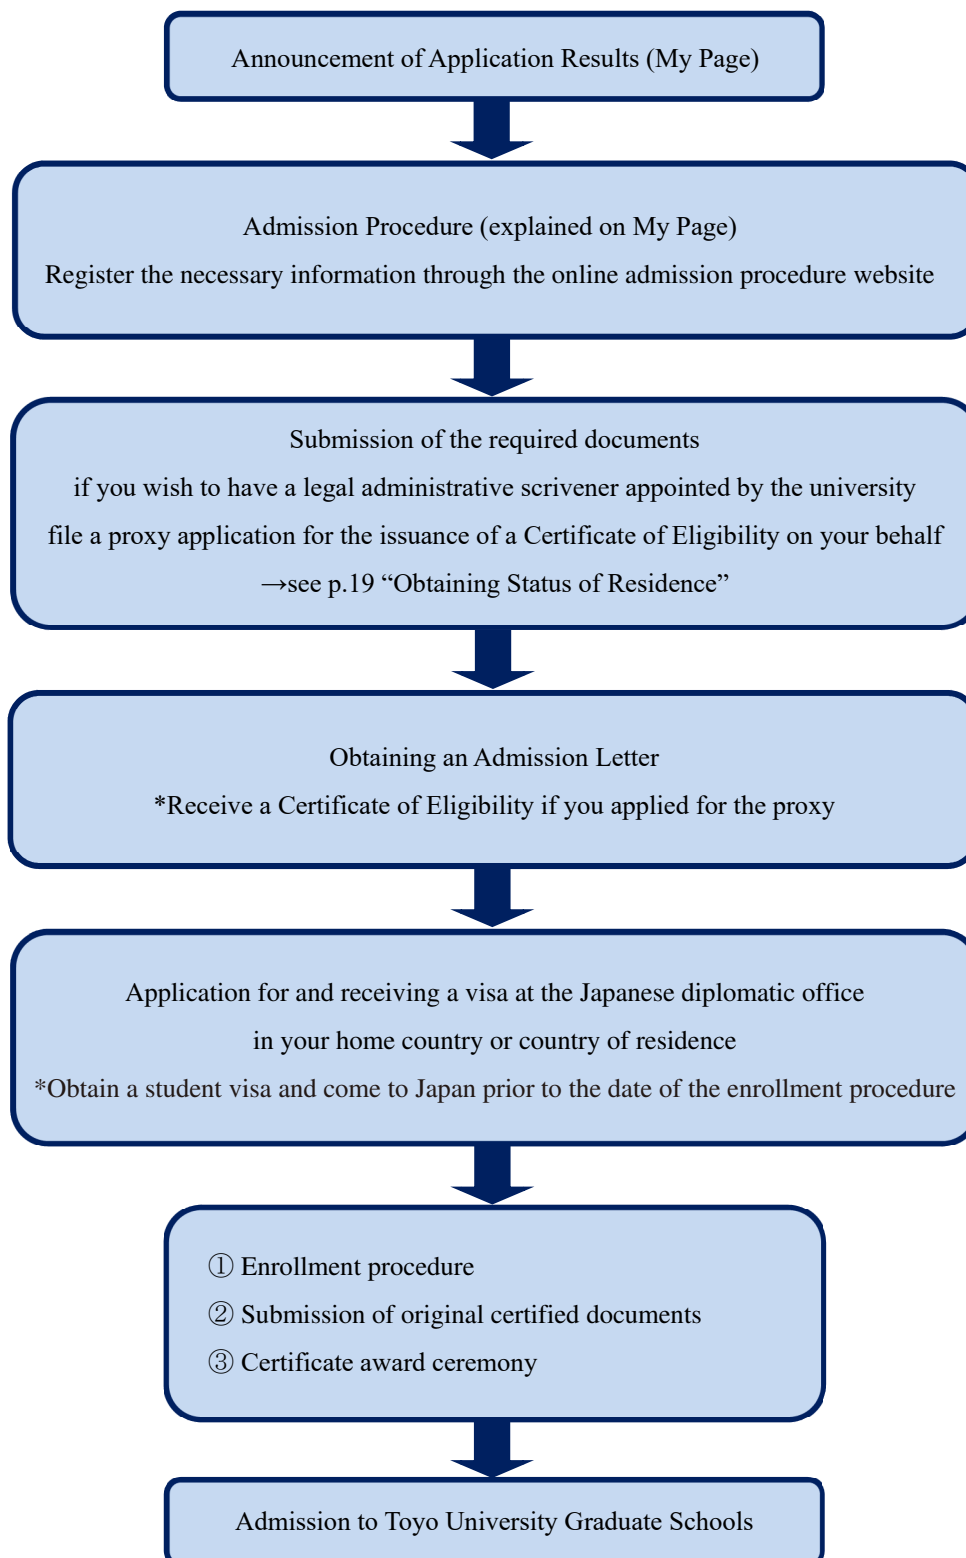 Announcement of Application Results (My Page)
Admission Procedure (explained on My Page)
Register the necessary information through the online admission procedure website
Submission of the required documents
if you wish to have a legal administrative scrivener appointed by the university
file a proxy application for the issuance of a Certificate of Eligibility on your behalf
→see p.19 “Obtaining Status of Residence”
Obtaining an Admission Letter
*Receive a Certificate of Eligibility if you applied for the proxy
Application for and receiving a visa at the Japanese diplomatic office
in your home country or country of residence
*Obtain a student visa and come to Japan prior to the date of the enrollment procedure
① Enrollment procedure
② Submission of original certified documents
③ Certificate award ceremony
Admission to Toyo University Graduate Schools